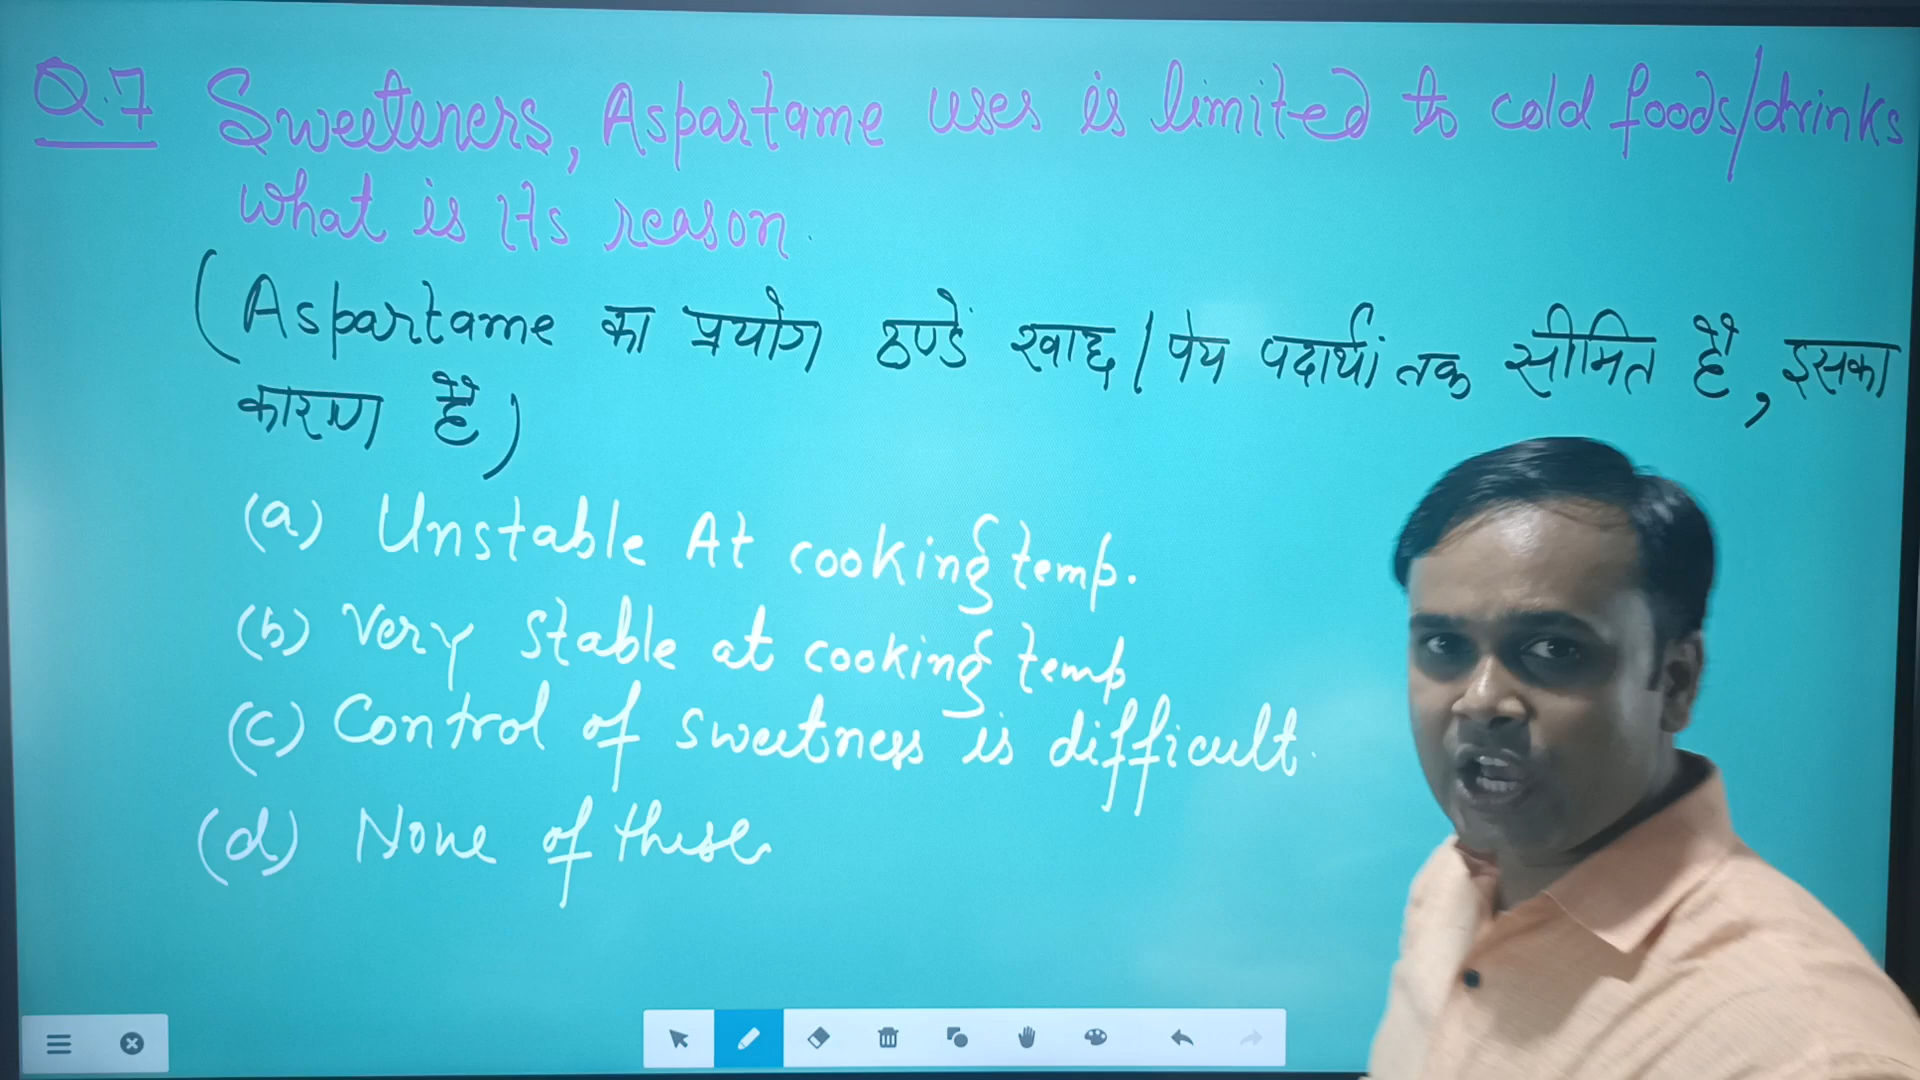 Q.7 Sweeteners, Aspartame uses is limited to cold foods/drinks
what is its reason.
(Aspartame का प्रयोग ठण्डें खाद्द / पेय पदार्थां तक सीमित है, इसका
कारण है)
(a) Unstable At cooking temp.
(b) Very stable at cooking temp
(c) Control of sweetness is difficult.
(d) None of these